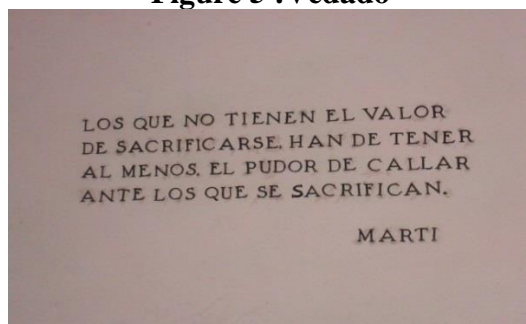 Figure 5 .Vedado
LOS QUE NO TIENEN EL VALOR
DE SACRIFICARSE, HAN DE TENER
AL MENOS, EL PUDOR DE CALLAR
ANTE LOS QUE SE SACRIFICAN.
MARTI